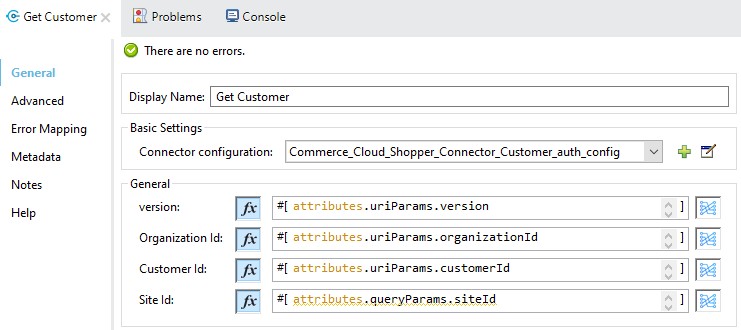 Get Customer
Problems
Console
There are no errors.
General
Advanced
Error Mapping
Metadata
Notes
Help
Display Name: Get Customer
Basic Settings
Connector configuration: Commerce_Cloud_Shopper_Connector_Customer_auth_config
General
version: fx #[ attributes.uriParams.version ]
Organization Id: fx #[ attributes.uriParams.organizationId ]
Customer Id: fx #[ attributes.uriParams.customerId ]
Site Id: fx #[ attributes.queryParams.siteId ]